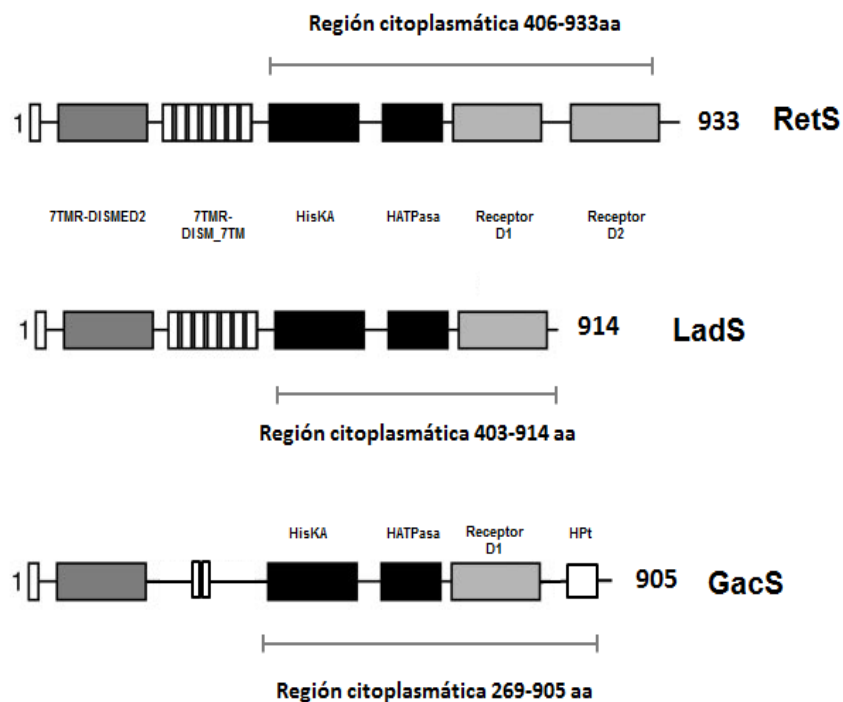 Región citoplasmática 406-933aa
1 933 RetS
7TMR-DISMED2 7TMR- HisKA HATPasa Receptor Receptor
DISM_7TM D1 D2
1 914 LadS
Región citoplasmática 403-914 aa
HisKA HATPasa Receptor HPt
D1
1 905 GacS
Región citoplasmática 269-905 aa